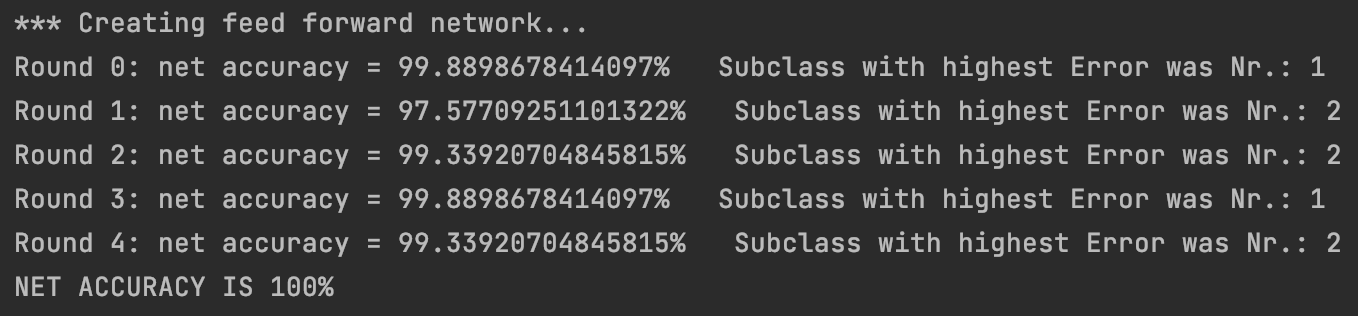 *** Creating feed forward network...
Round 0: net accuracy = 99.8898678414097%   Subclass with highest Error was Nr.: 1
Round 1: net accuracy = 97.57709251101322%   Subclass with highest Error was Nr.: 2
Round 2: net accuracy = 99.33920704845815%   Subclass with highest Error was Nr.: 2
Round 3: net accuracy = 99.8898678414097%   Subclass with highest Error was Nr.: 1
Round 4: net accuracy = 99.33920704845815%   Subclass with highest Error was Nr.: 2
NET ACCURACY IS 100%